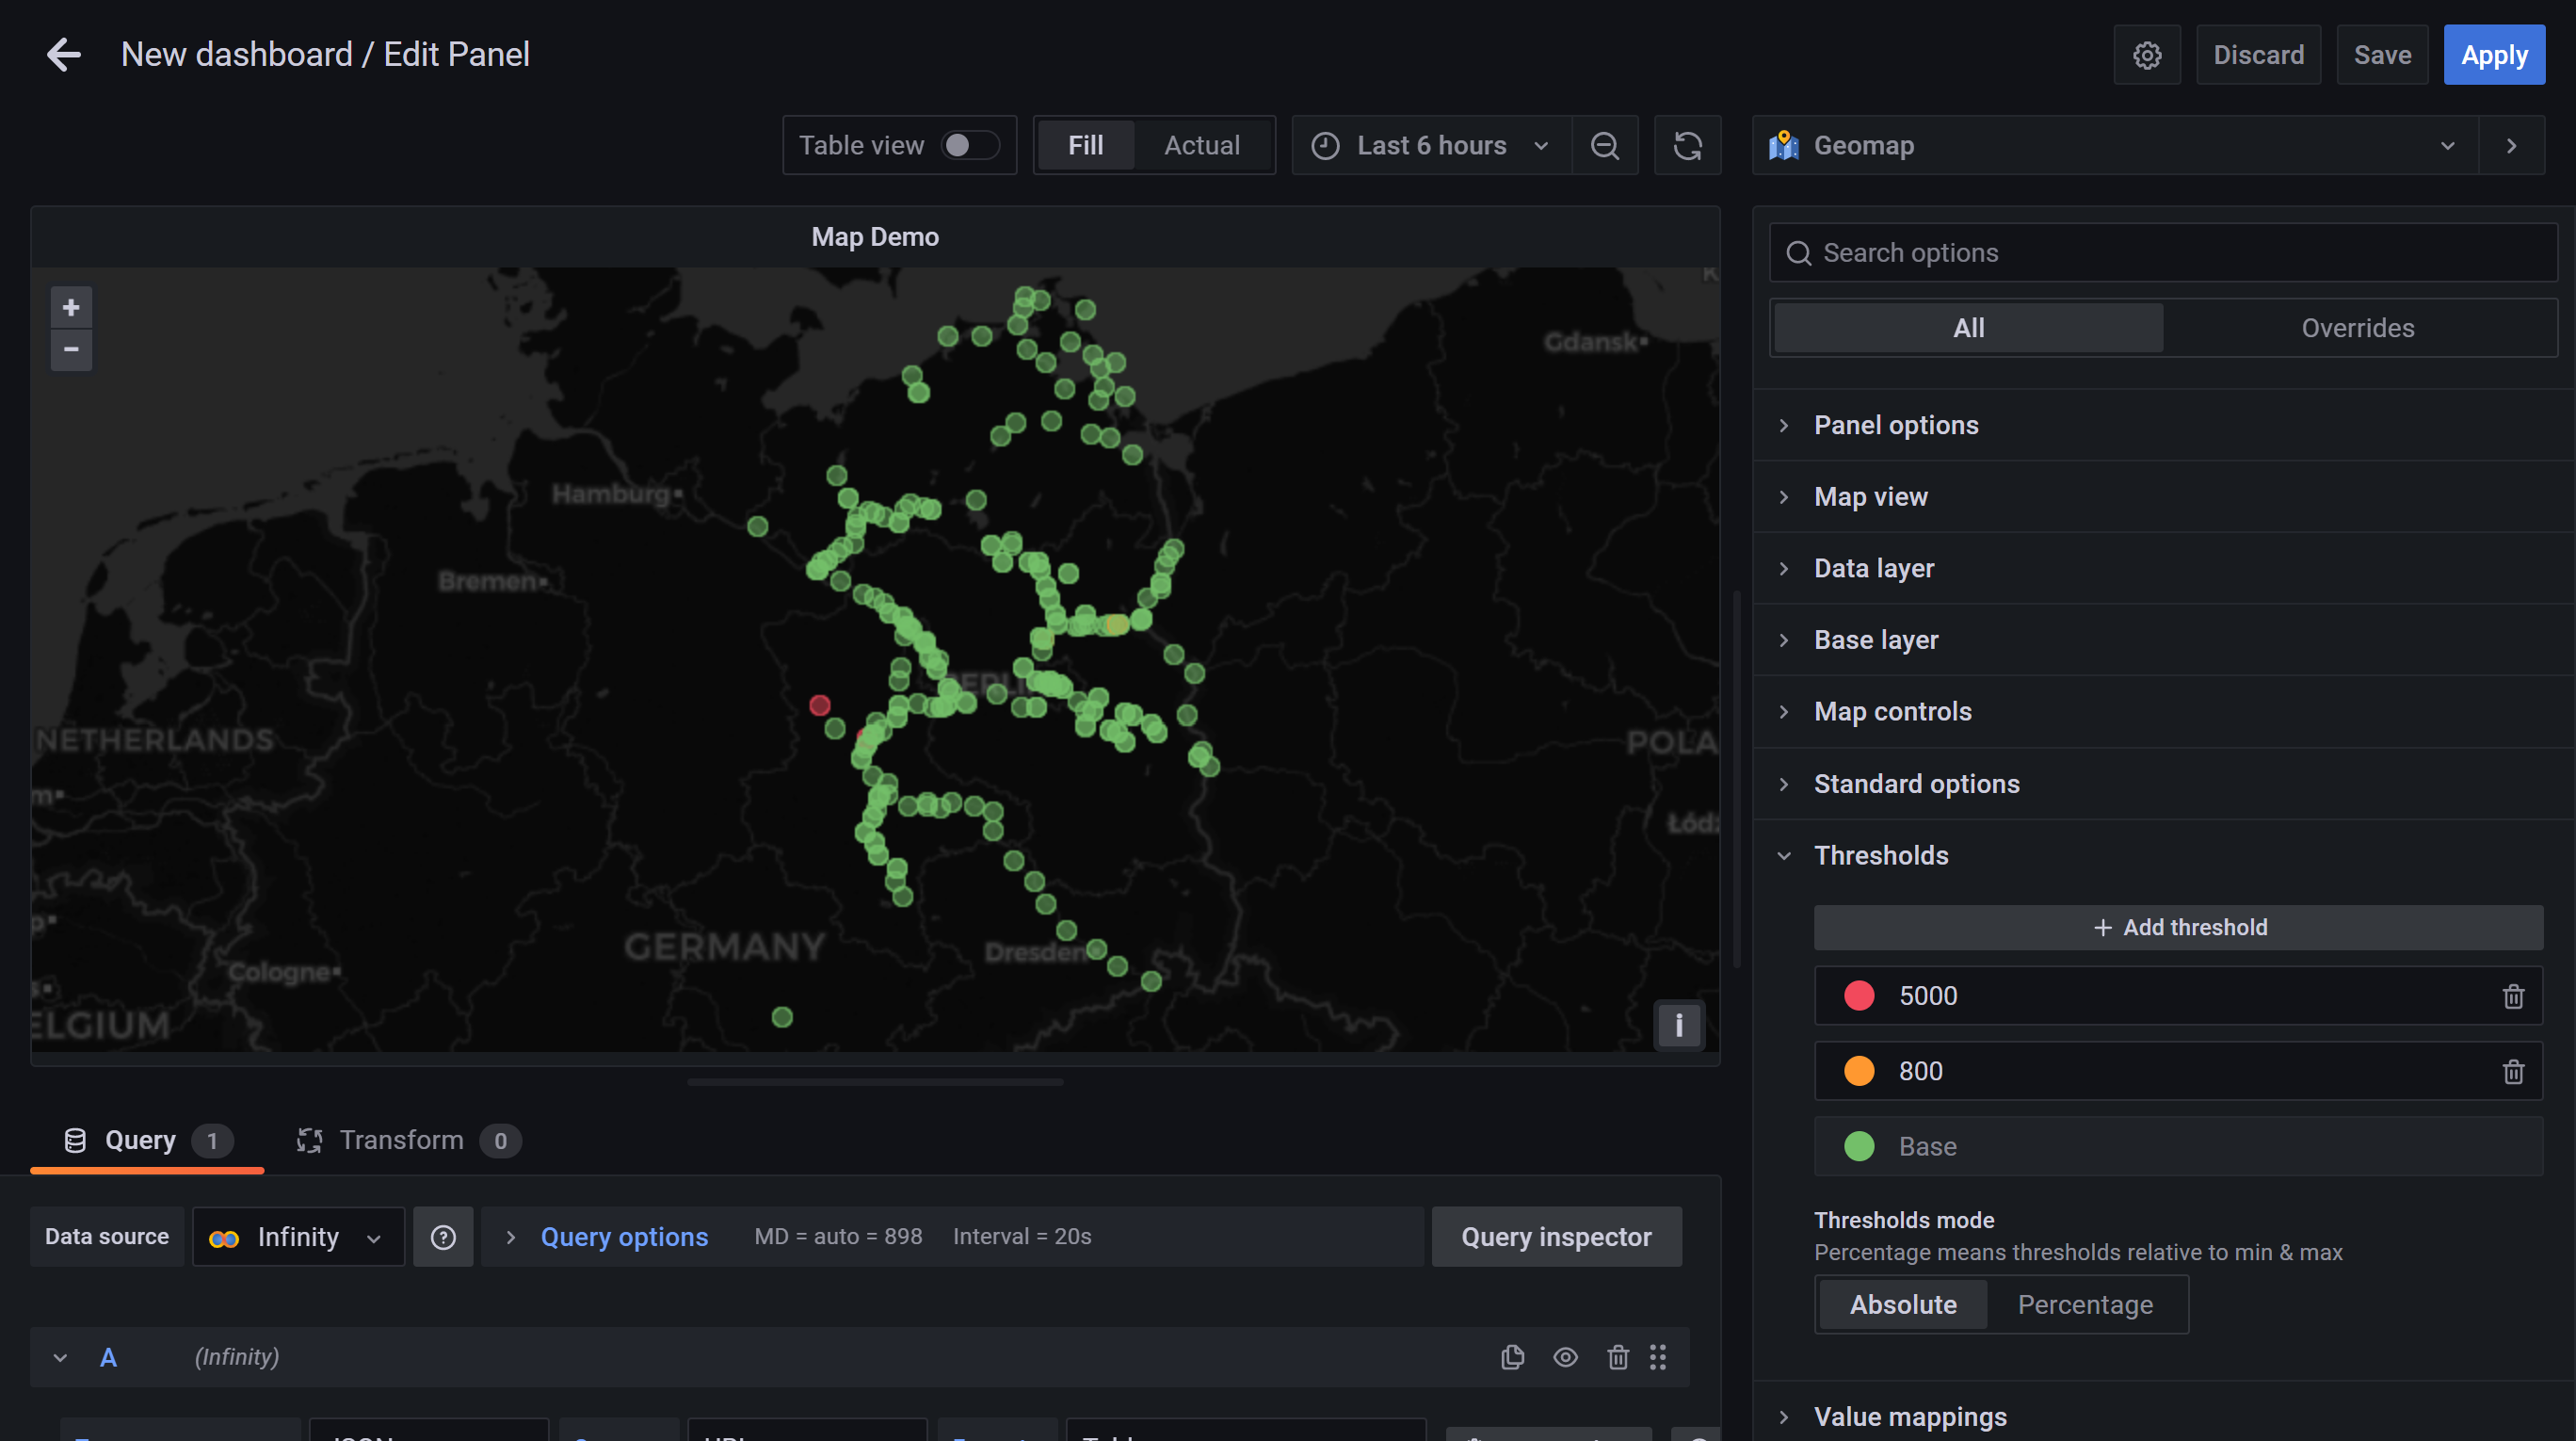 New dashboard / Edit Panel
Discard
Save
Apply
Table view
Fill
Actual
Last 6 hours
Geomap
Map Demo
+
−
Gdansk
Hamburg
Bremen
NETHERLANDS
POLA
Łódź
GERMANY
Dresden
Cologne
ELGIUM
i
Search options
All
Overrides
Panel options
Map view
Data layer
Base layer
Map controls
Standard options
Thresholds
+ Add threshold
5000
800
Base
Thresholds mode
Percentage means thresholds relative to min & max
Absolute
Percentage
Value mappings
Query 1
Transform 0
Data source
Infinity
?
Query options
MD = auto = 898
Interval = 20s
Query inspector
A
(Infinity)